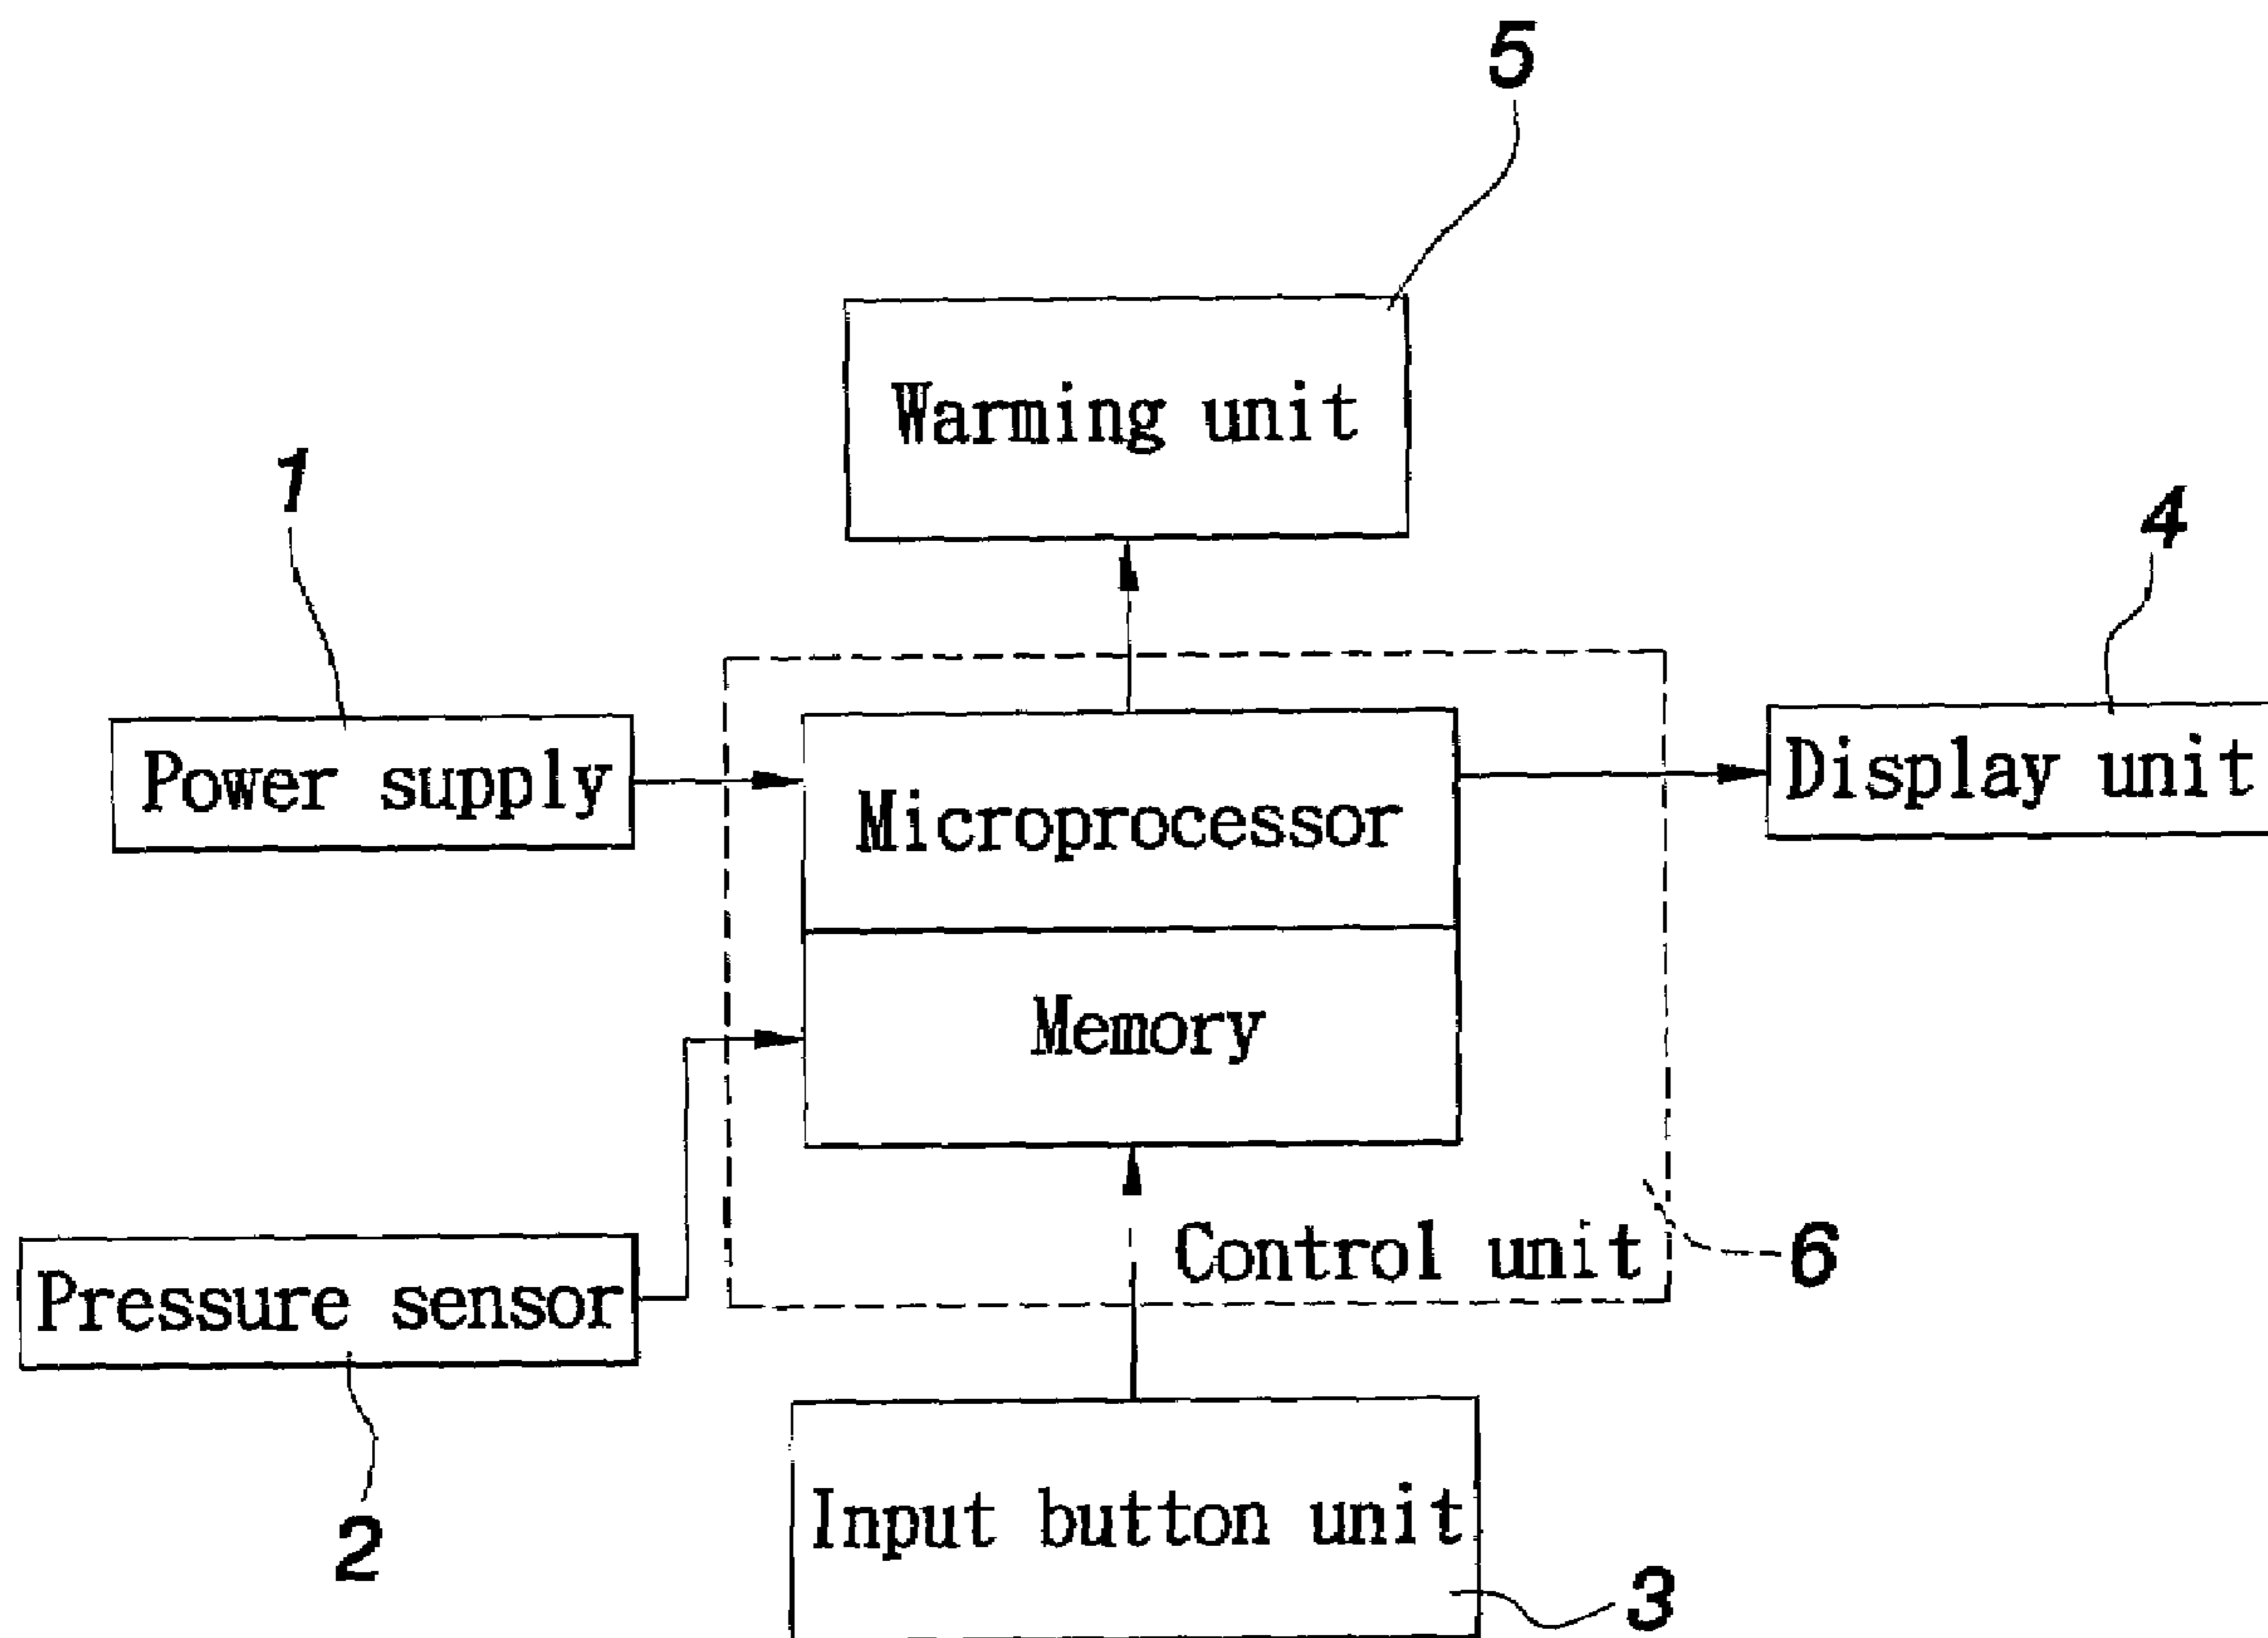 5
Warming unit
1
4
Power supply
Microprocessor
Display unit
Memory
Control unit
6
Pressure sensor
2
Input button unit
3